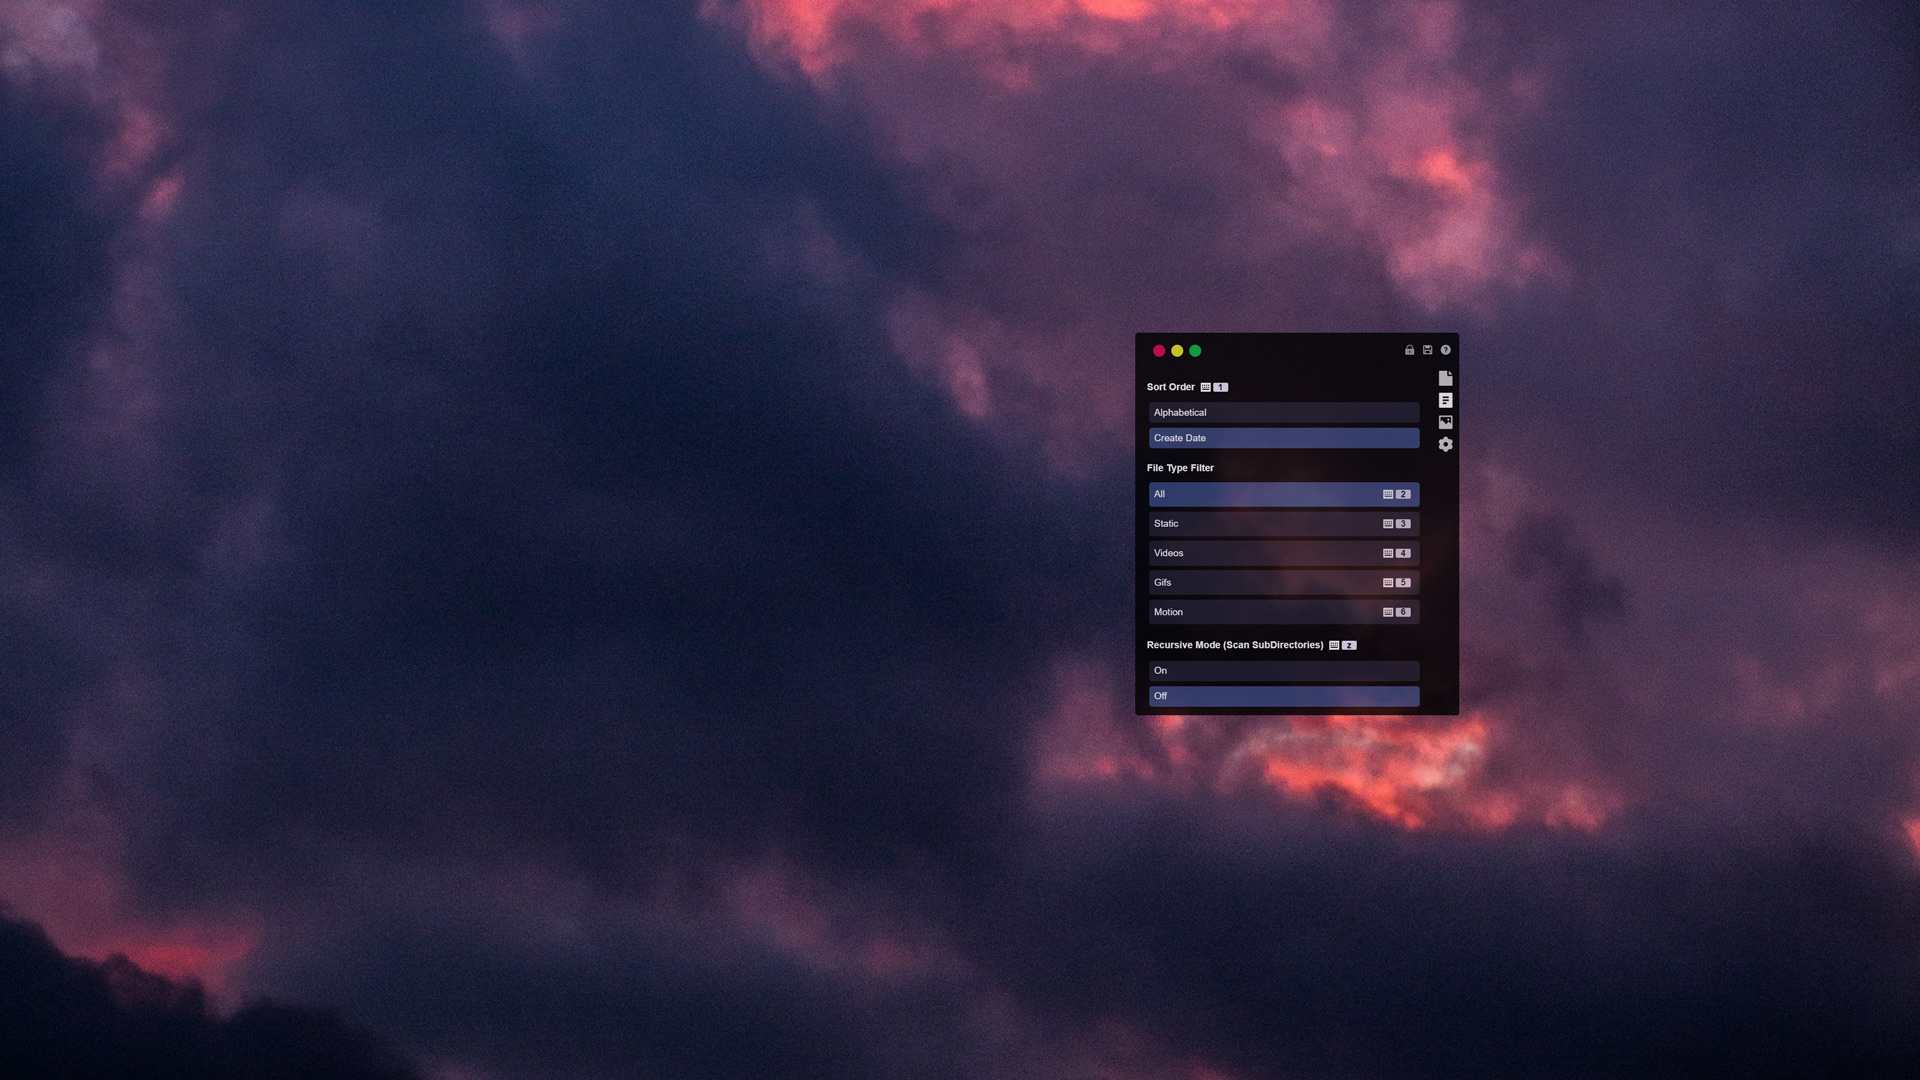 Sort Order 1
Alphabetical
Create Date
File Type Filter
All 2
Static 3
Videos 4
Gifs 5
Motion 6
Recursive Mode (Scan SubDirectories) z
On
Off